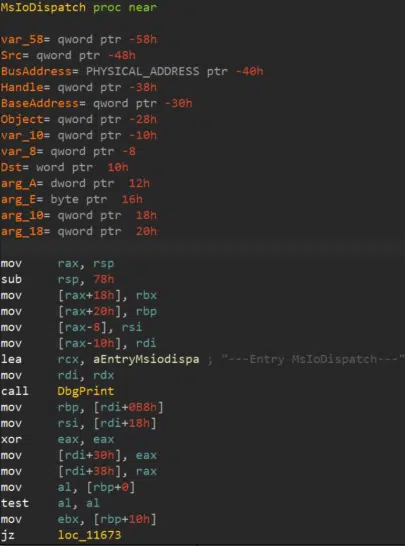 MsIoDispatch proc near
var_58= qword ptr -58h
Src= qword ptr -48h
BusAddress= PHYSICAL_ADDRESS ptr -40h
Handle= qword ptr -38h
BaseAddress= qword ptr -30h
Object= qword ptr -28h
var_10= qword ptr -10h
var_8= qword ptr -8
Dst= word ptr  10h
arg_A= dword ptr  12h
arg_E= byte ptr  16h
arg_10= qword ptr  18h
arg_18= qword ptr  20h
mov     rax, rsp
sub     rsp, 78h
mov     [rax+18h], rbx
mov     [rax+20h], rbp
mov     [rax-8], rsi
mov     [rax-10h], rdi
lea     rcx, aEntryMsiodispa ; "---Entry MsIoDispatch---"
mov     rdi, rdx
call    DbgPrint
mov     rbp, [rdi+0B8h]
mov     rsi, [rdi+18h]
xor     eax, eax
mov     [rdi+30h], eax
mov     [rdi+38h], rax
mov     al, [rbp+0]
test    al, al
mov     ebx, [rbp+10h]
jz      loc_11673